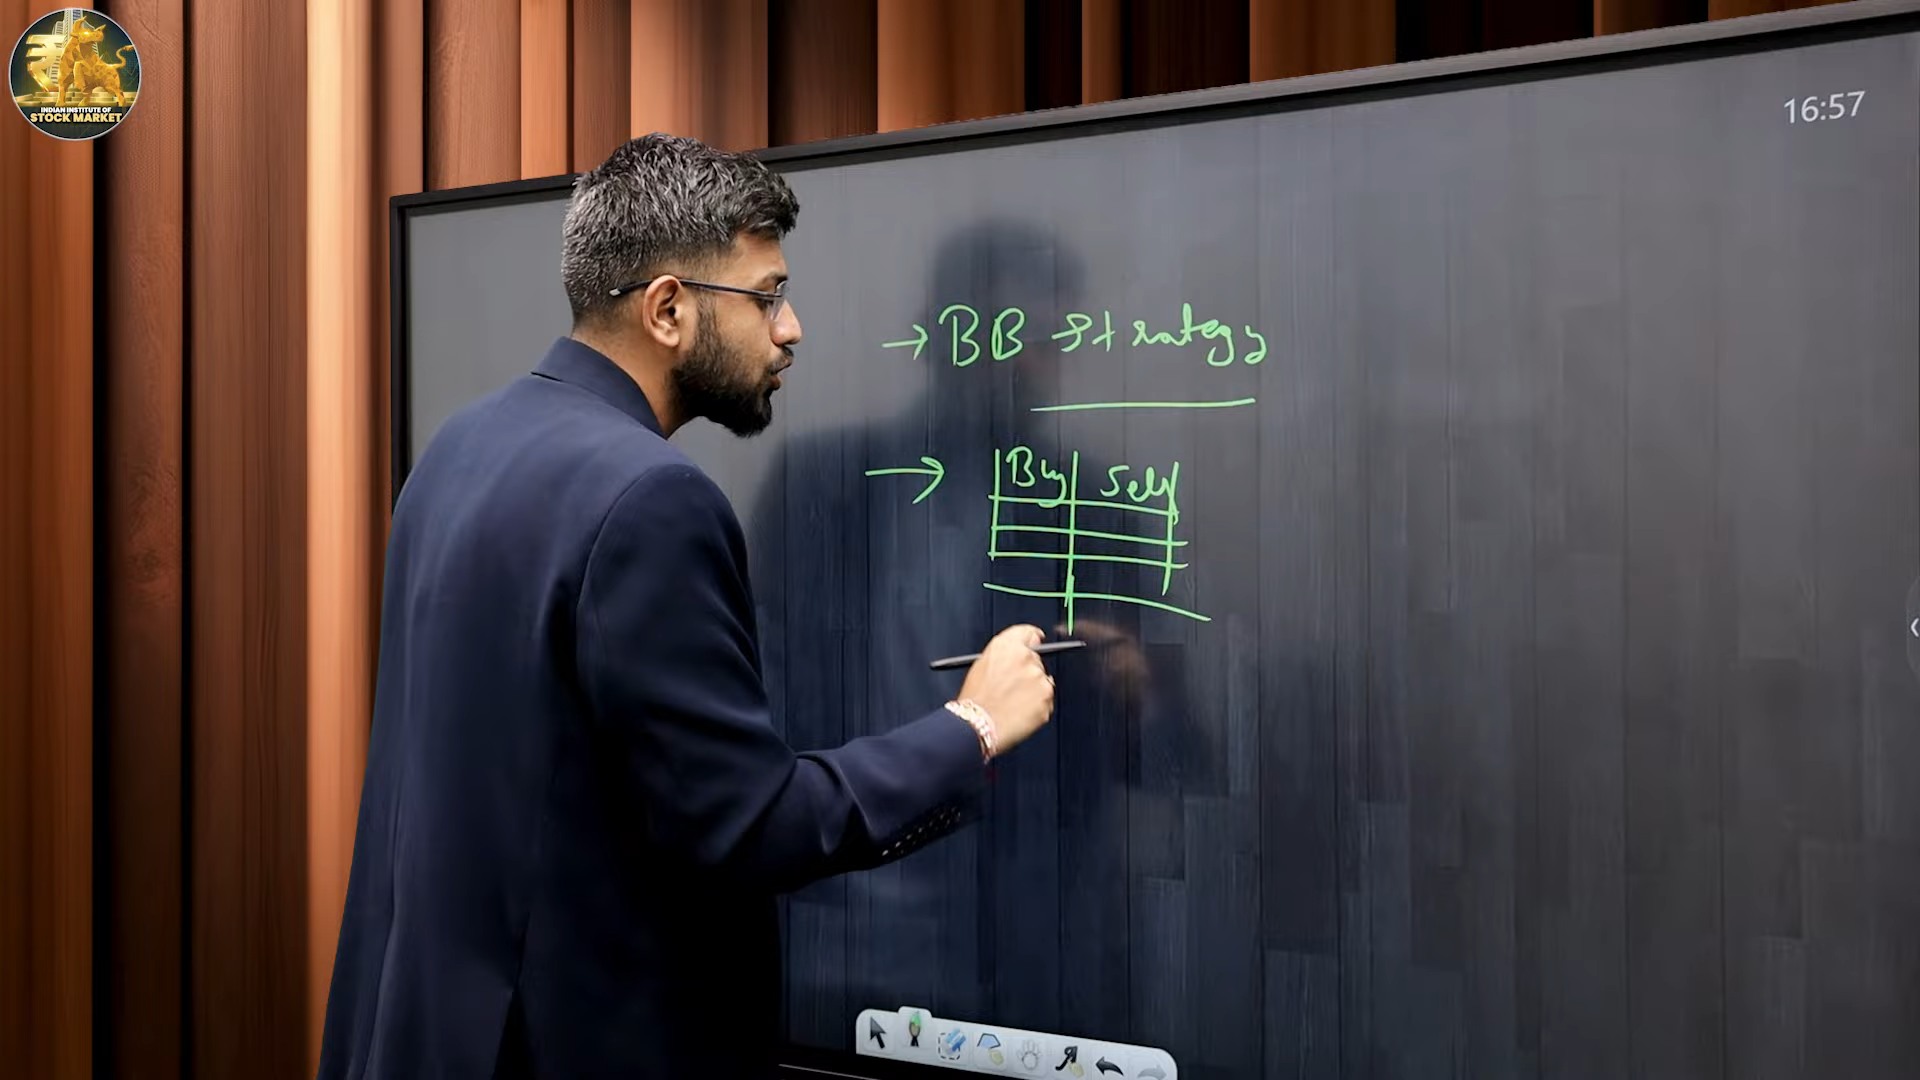 INDIAN INSTITUTE OF
STOCK MARKET
16:57
→ BB Strategy
→ Buy Sell